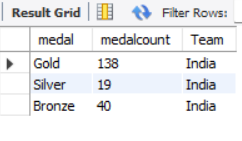 Result Grid Filter Rows:
medal medalcount Team
Gold 138 India
Silver 19 India
Bronze 40 India